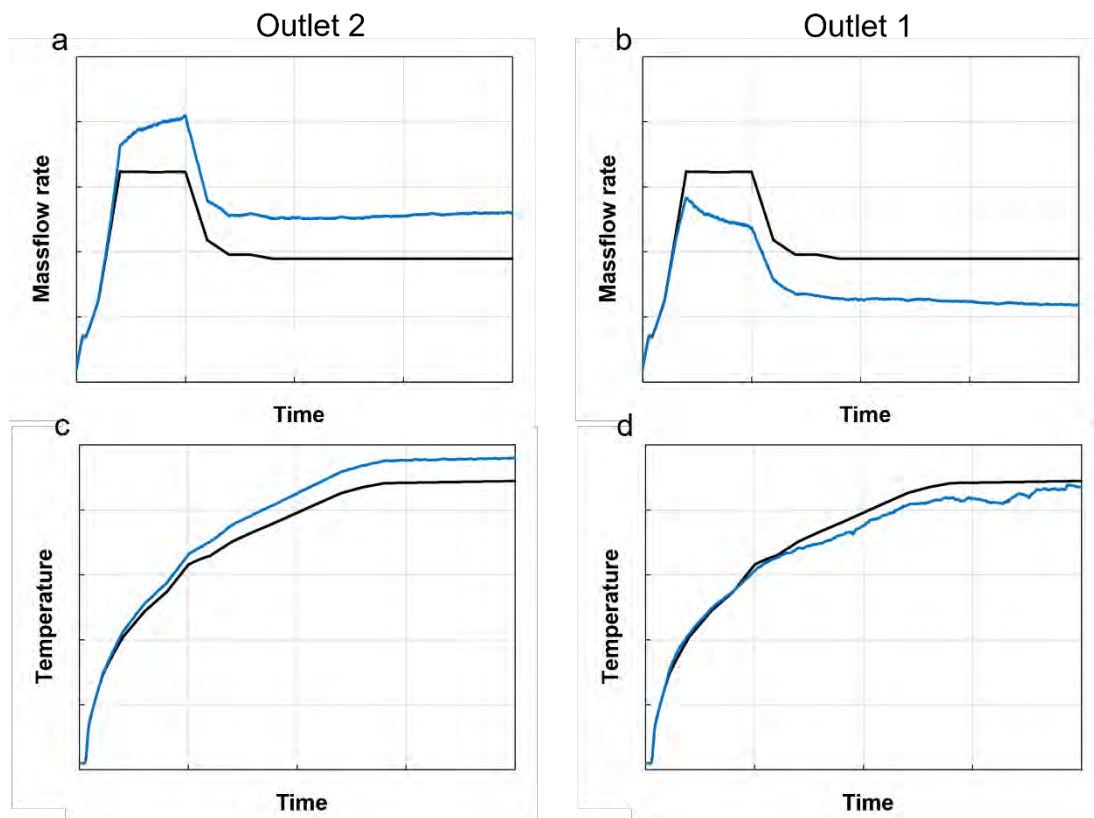 Outlet 2
Outlet 1
a
b
Massflow rate
Massflow rate
Time
Time
c
d
Temperature
Temperature
Time
Time